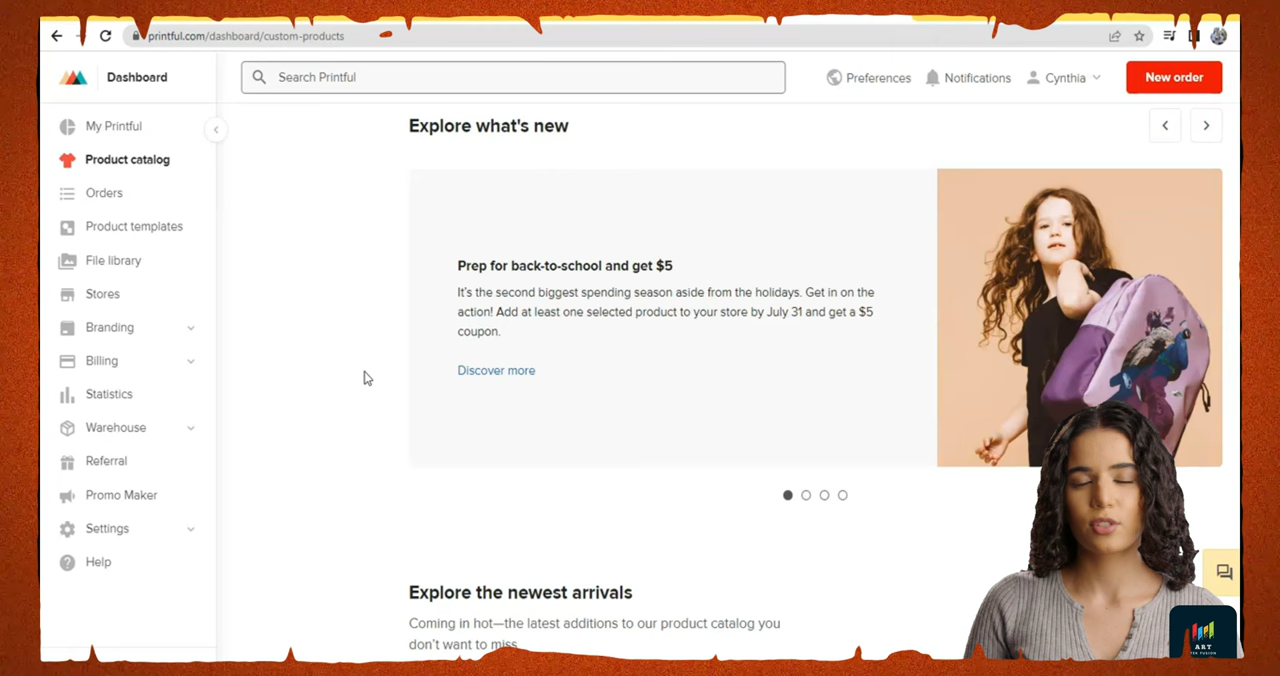 printful.com/dashboard/custom-products
Dashboard
Search Printful
Preferences
Notifications
Cynthia
New order
My Printful
Product catalog
Orders
Product templates
File library
Stores
Branding
Billing
Statistics
Warehouse
Referral
Promo Maker
Settings
Help
Explore what's new
Prep for back-to-school and get $5
It's the second biggest spending season aside from the holidays. Get in on the
action! Add at least one selected product to your store by July 31 and get a $5
coupon.
Discover more
Explore the newest arrivals
Coming in hot—the latest additions to our product catalog you
don't want to miss
ART